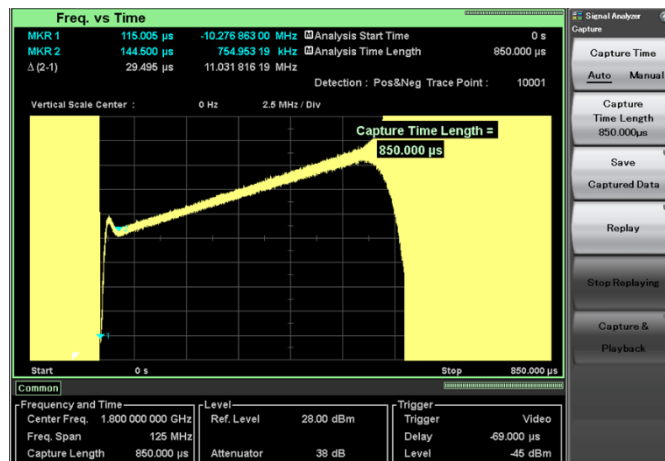 Freq. vs Time
MKR 1 115.005 µs -10.276 863 00 MHz Analysis Start Time 0 s
MKR 2 144.500 µs 754.953 19 kHz Analysis Time Length 850.000 µs
Δ (2-1) 29.495 µs 11.031 816 19 MHz
Detection : Pos&Neg Trace Point : 10001
Vertical Scale Center : 0 Hz 2.5 MHz / Div
Capture Time Length =
850.000 µs
Start 0 s Stop 850.000 µs
Common
Frequency and Time
Center Freq. 1.800 000 000 GHz
Freq. Span 125 MHz
Capture Length 850.000 µs
Level
Ref. Level 28.00 dBm
Attenuator 38 dB
Trigger
Trigger Video
Delay -69.000 µs
Level -45 dBm
Signal Analyzer
Capture
Capture Time
Auto Manual
Capture
Time Length
850.000µs
Save
Captured Data
Replay
Stop Replaying
Capture &
Playback